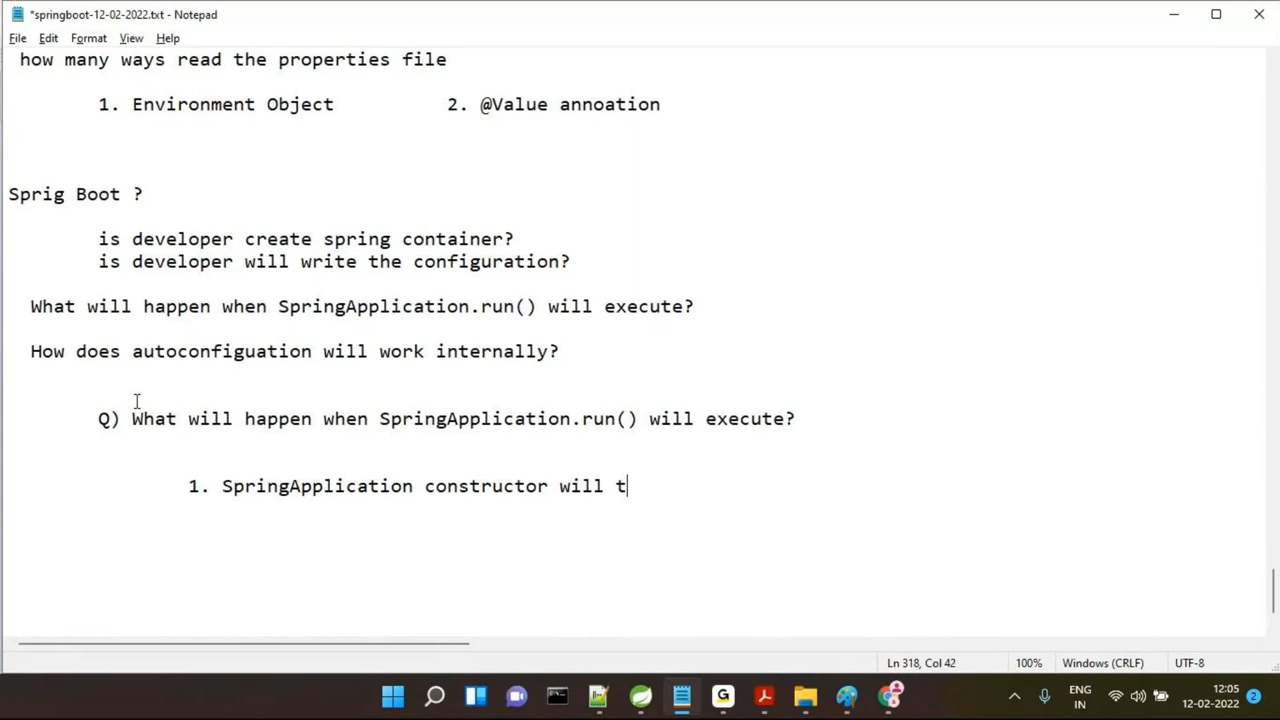 *springboot-12-02-2022.txt - Notepad
File Edit Format View Help
how many ways read the properties file
1. Environment Object 2. @Value annoation
Sprig Boot ?
is developer create spring container?
is developer will write the configuration?
What will happen when SpringApplication.run() will execute?
How does autoconfiguation will work internally?
Q) What will happen when SpringApplication.run() will execute?
1. SpringApplication constructor will t
Ln 318, Col 42 100% Windows (CRLF) UTF-8
ENG 12:05
IN 12-02-2022 2